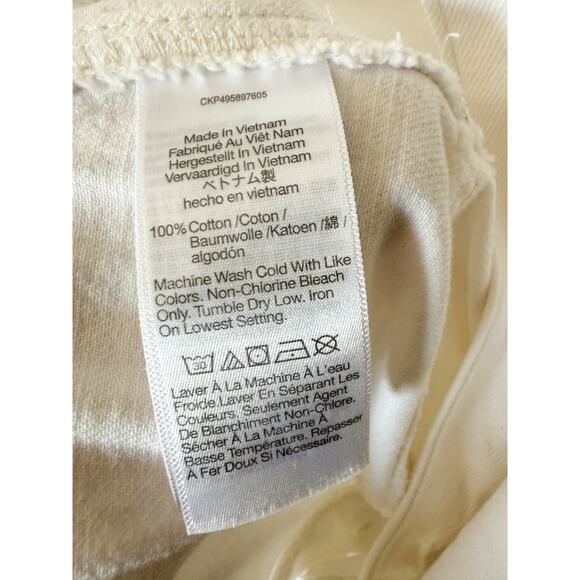 CKP495897605
Made In Vietnam
Fabriqué Au Viêt Nam
Hergestellt In Vietnam
Vervaardigd In Vietnam
ベトナム製
hecho en vietnam
100% Cotton /Coton /
Baumwolle /Katoen /綿 /
algodón
Machine Wash Cold With Like
Colors. Non-Chlorine Bleach
Only. Tumble Dry Low. Iron
On Lowest Setting.
30
Laver À La Machine À L'eau
Froide.Laver En Séparant Les
Couleurs. Seulement Agent
De Blanchiment Non-Chlore.
Sécher À La Machine À
Basse Température. Repasser
À Fer Doux Si Nécessaire.